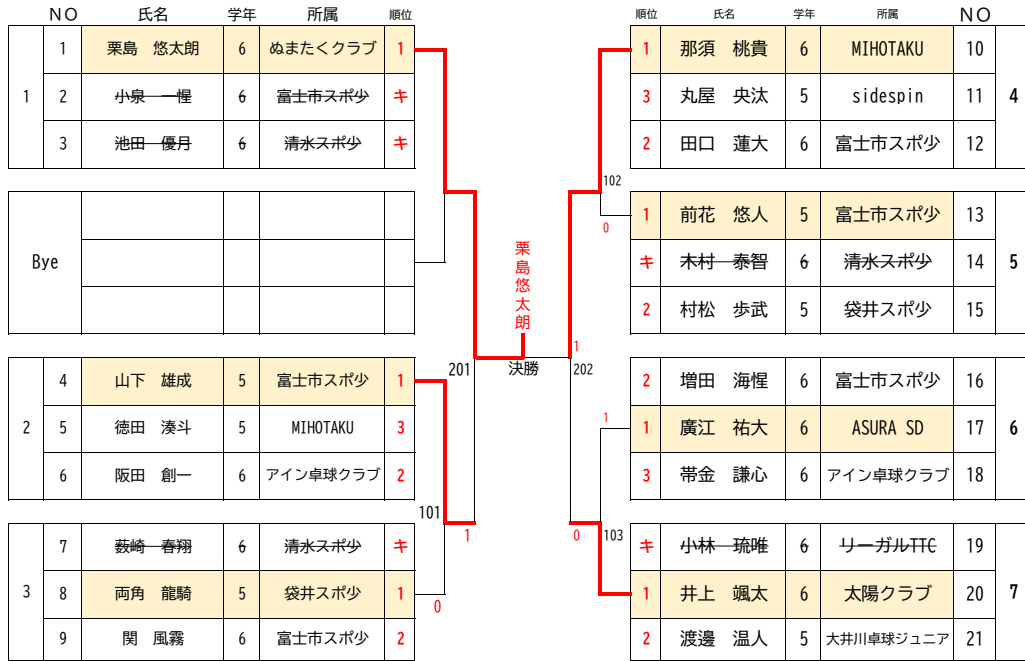 NO 氏名 学年 所属 順位
1
1 栗島 悠太朗 6 ぬまたくクラブ 1
2 小泉 一惺 6 富士市スポ少 キ
3 池田 優月 6 清水スポ少 キ
Bye
2
4 山下 雄成 5 富士市スポ少 1
5 徳田 湊斗 5 MIHOTAKU 3
6 阪田 創一 6 アイン卓球クラブ 2
3
7 薮崎 春翔 6 清水スポ少 キ
8 両角 龍騎 5 袋井スポ少 1
9 関 風霧 6 富士市スポ少 2
101
1
0
201
栗島悠太朗
決勝
1
202
102
0
1
0
103
順位 氏名 学年 所属 NO
1 那須 桃貴 6 MIHOTAKU 10
3 丸屋 央汰 5 sidespin 11
2 田口 蓮大 6 富士市スポ少 12
4
1 前花 悠人 5 富士市スポ少 13
キ 木村 泰智 6 清水スポ少 14
2 村松 歩武 5 袋井スポ少 15
5
2 増田 海惺 6 富士市スポ少 16
1 廣江 祐大 6 ASURA SD 17
3 帯金 謙心 6 アイン卓球クラブ 18
6
キ 小林 琉唯 6 リーガルTTC 19
1 井上 颯太 6 太陽クラブ 20
2 渡邊 温人 5 大井川卓球ジュニア 21
7